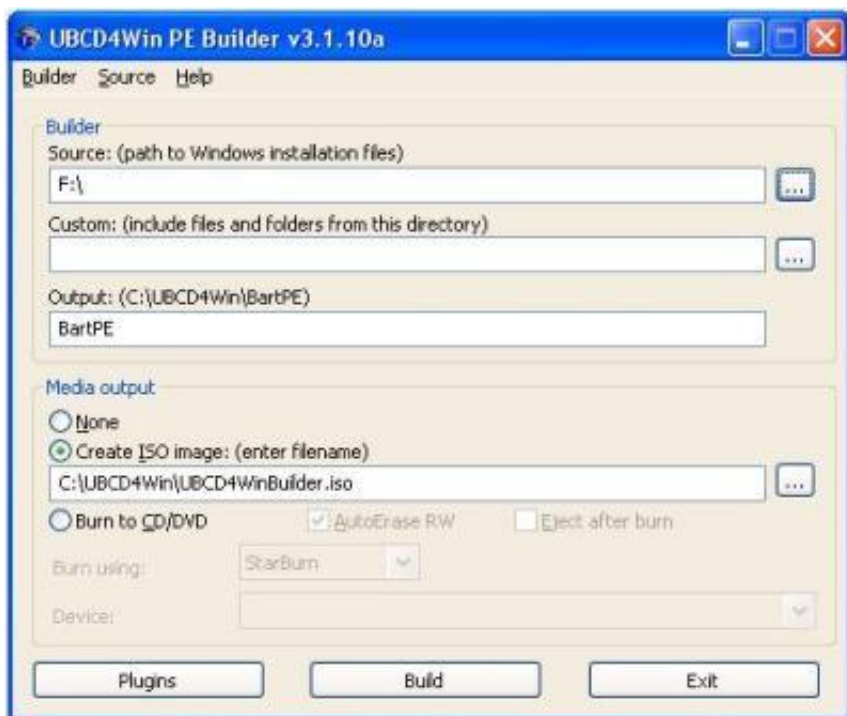 UBCD4Win PE Builder v3.1.10a
Builder Source Help
Builder
Source: (path to Windows installation files)
F:\
...
Custom: (include files and folders from this directory)
...
Output: (C:\UBCD4Win\BartPE)
BartPE
Media output
None
Create ISO image: (enter filename)
C:\UBCD4Win\UBCD4WinBuilder.iso
...
Burn to CD/DVD AutoErase RW Eject after burn
Burn using: StarBurn
Device:
Plugins Build Exit